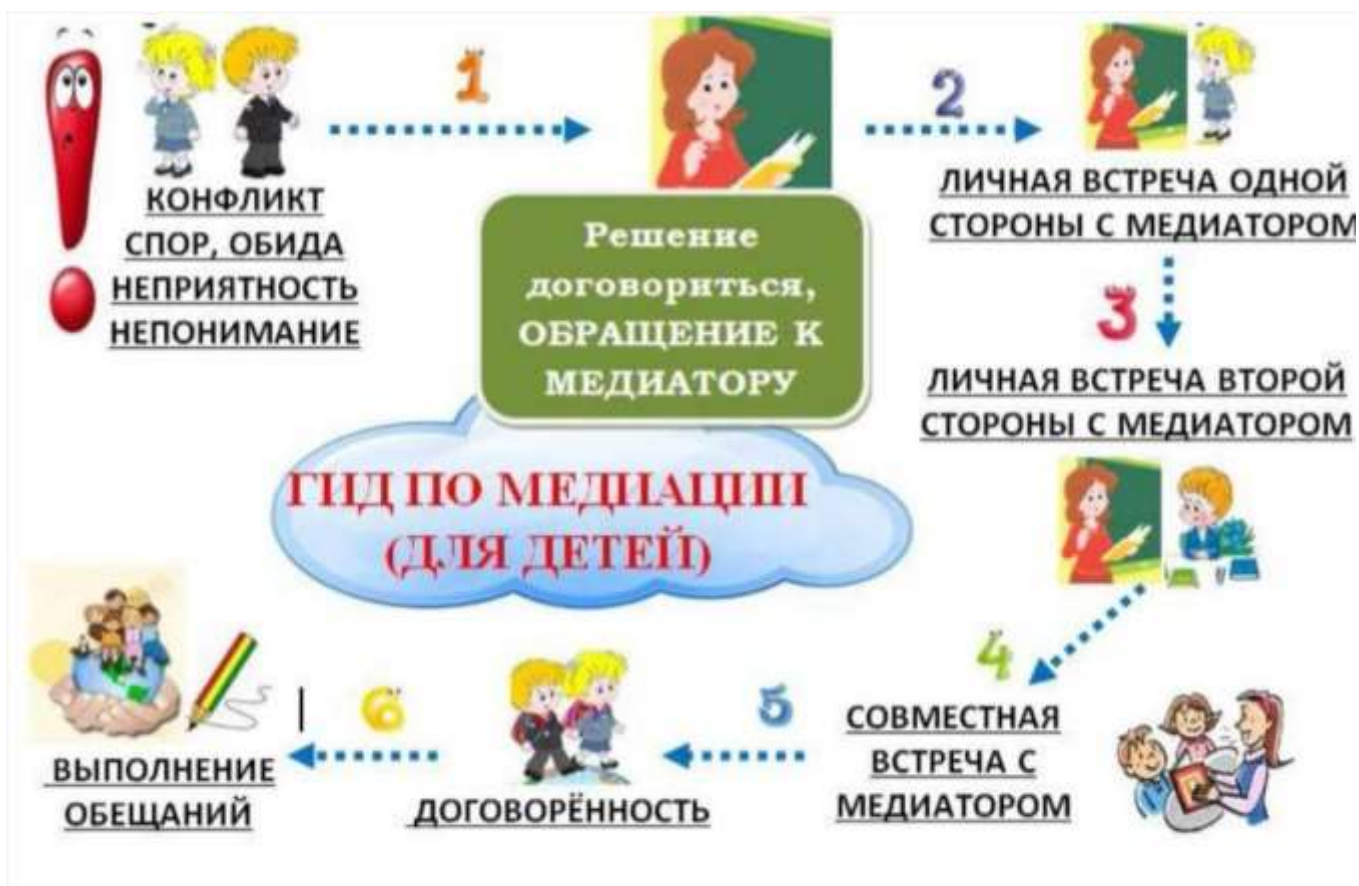 КОНФЛИКТ
СПОР, ОБИДА
НЕПРИЯТНОСТЬ
НЕПОНИМАНИЕ
1
Решение
договориться,
ОБРАЩЕНИЕ К
МЕДИАТОРУ
2
ЛИЧНАЯ ВСТРЕЧА ОДНОЙ
СТОРОНЫ С МЕДИАТОРОМ
3
ЛИЧНАЯ ВСТРЕЧА ВТОРОЙ
СТОРОНЫ С МЕДИАТОРОМ
ГИД ПО МЕДИАЦИИ
(ДЛЯ ДЕТЕЙ)
4
СОВМЕСТНАЯ
ВСТРЕЧА С
МЕДИАТОРОМ
5
ДОГОВОРЁННОСТЬ
6
ВЫПОЛНЕНИЕ
ОБЕЩАНИЙ